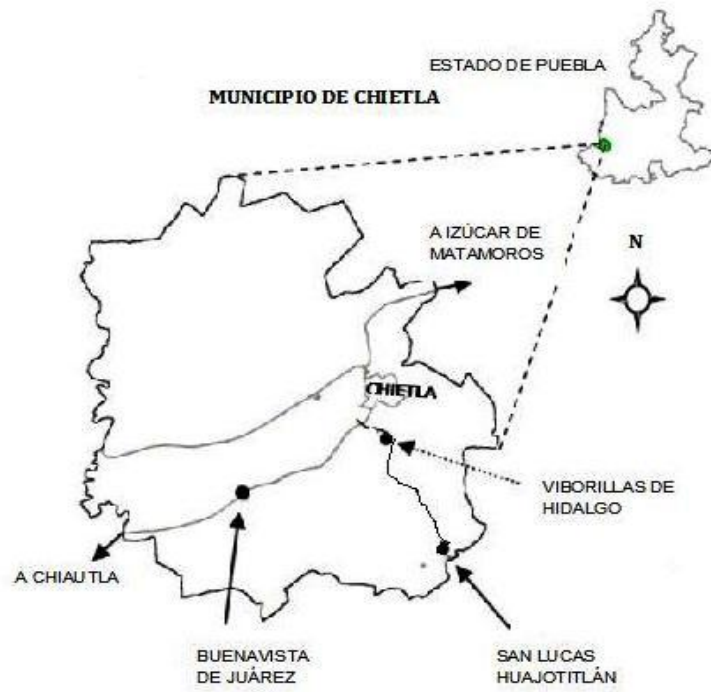 ESTADO DE PUEBLA
MUNICIPIO DE CHIETLA
A IZÚCAR DE
MATAMOROS
N
CHIETLA
VIBORILLAS DE
HIDALGO
A CHIAUTLA
BUENAVISTA
DE JUÁREZ
SAN LUCAS
HUAJOTITLÁN